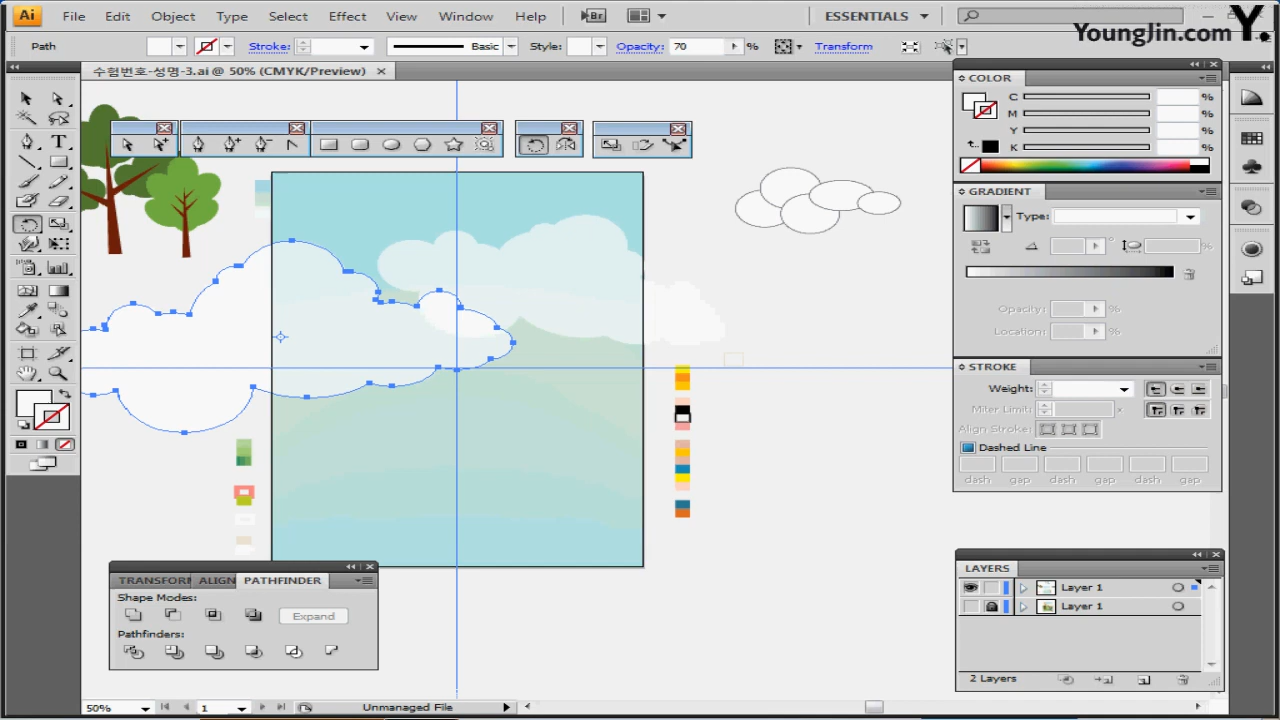 Ai File Edit Object Type Select Effect View Window Help Br ESSENTIALS
YoungJin.com Y.
Path Stroke: Basic Style: Opacity: 70 % Transform
수험번호-성명-3.ai @ 50% (CMYK/Preview) ×
COLOR
C %
M %
Y %
K %
GRADIENT
Type:
° %
Opacity: %
Location: %
STROKE
Weight:
Miter Limit: ×
Align Stroke:
Dashed Line
dash gap dash gap dash gap
TRANSFORM ALIGN PATHFINDER
Shape Modes:
Expand
Pathfinders:
LAYERS
Layer 1
Layer 1
2 Layers
50% 1 Unmanaged File